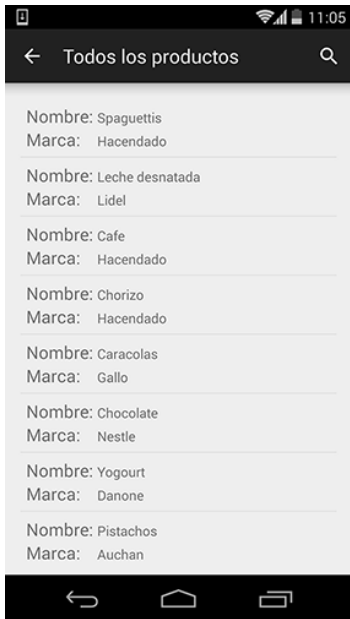 11:05
Todos los productos
Nombre: Spaguettis
Marca: Hacendado
Nombre: Leche desnatada
Marca: Lidel
Nombre: Cafe
Marca: Hacendado
Nombre: Chorizo
Marca: Hacendado
Nombre: Caracolas
Marca: Gallo
Nombre: Chocolate
Marca: Nestle
Nombre: Yogourt
Marca: Danone
Nombre: Pistachos
Marca: Auchan